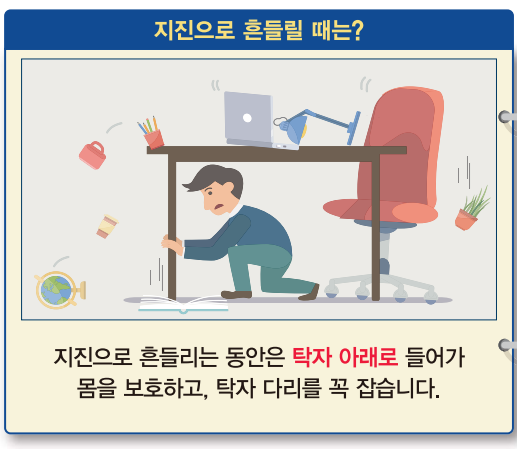 지진으로 흔들릴 때는?
지진으로 흔들리는 동안은 탁자 아래로 들어가
몸을 보호하고, 탁자 다리를 꼭 잡습니다.